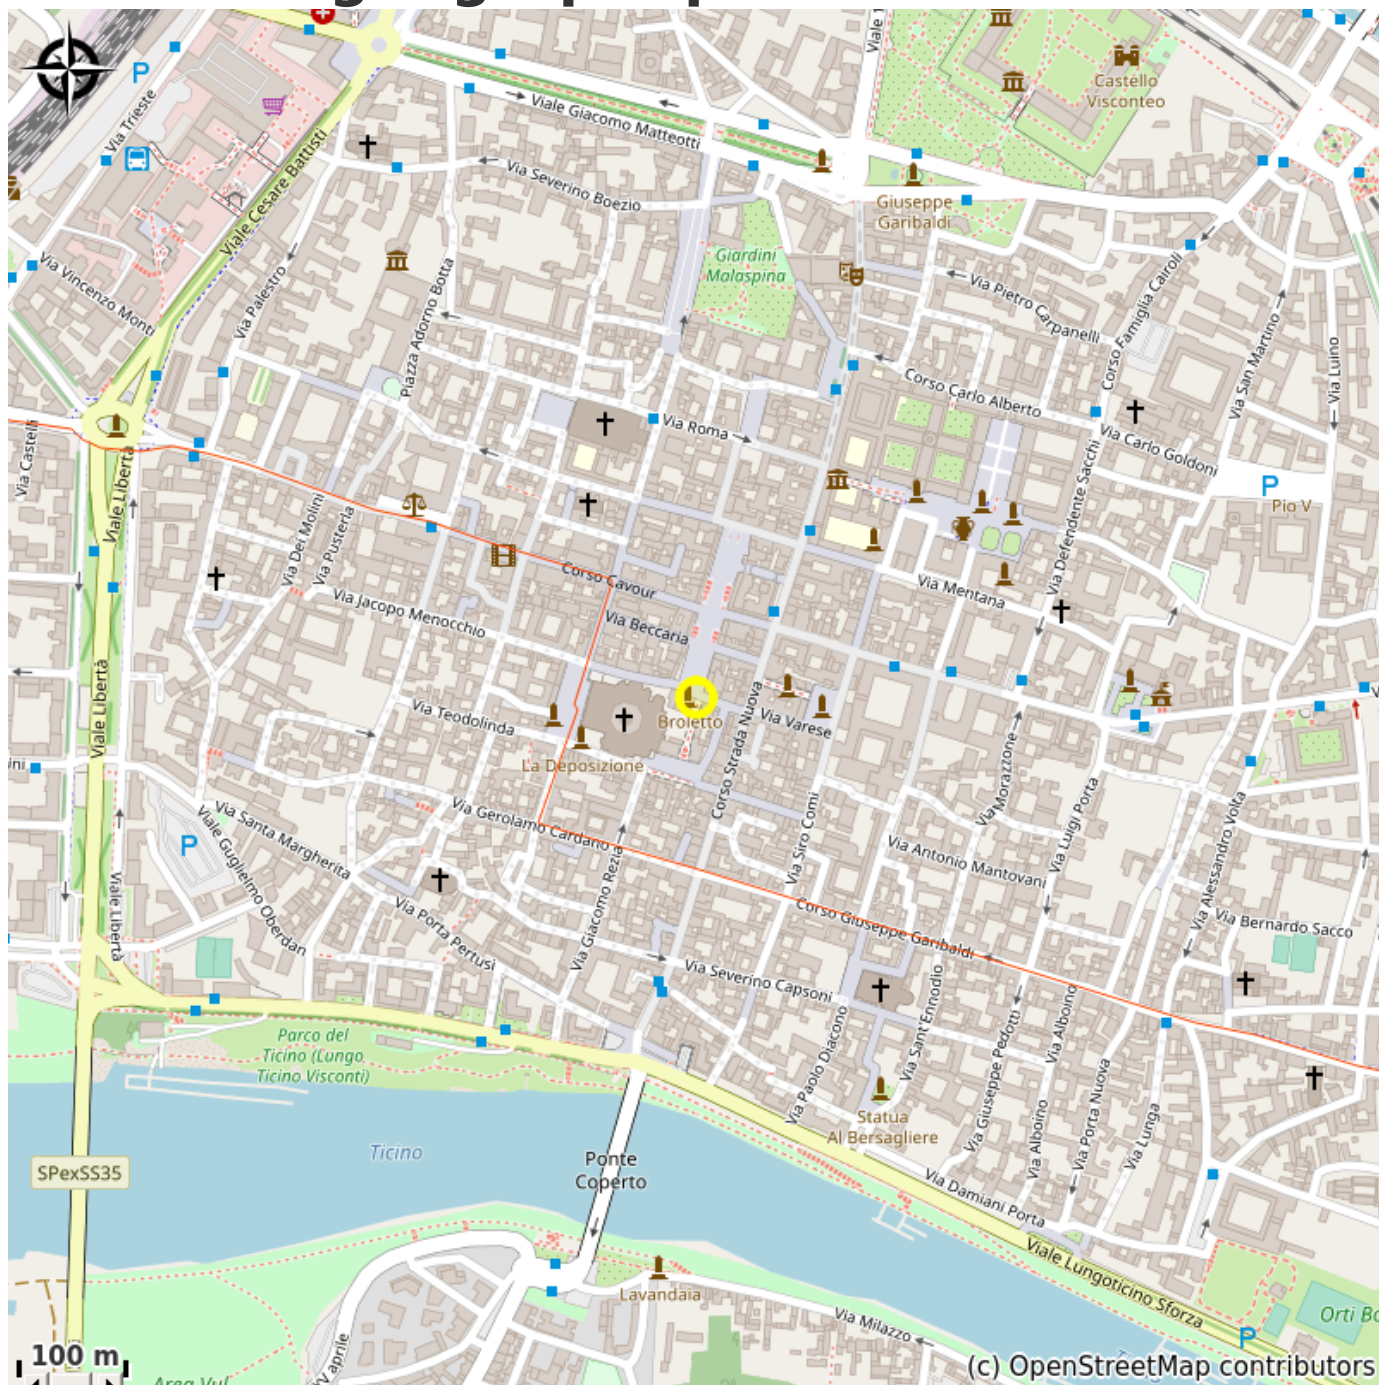 Viale Giacomo Matteotti
Castello
Visconteo
P
Via Trieste
Viale Cesare Battisti
Via Severino Boezio
Giuseppe
Garibaldi
Giardini
Malaspina
Via Vincenzo Monti
Via Palestro
Piazza Adorno Botta
Via Pietro Carpanelli
Corso Famiglia Cairoli
Via San Martino
Via Luino
Corso Carlo Alberto
Via Roma
Via Carlo Goldoni
Via Castelli
Viale Libertà
Via Dei Molini
Via Pusteria
Via Defendente Sacchi
P
Pio V
Corso Cavour
Via Mentana
Via Jacopo Menocchio
Via Beccaria
Viale Libertà
Via Teodolinda
Broletto
Via Varese
Corso Strada Nuova
La Deposizione
Via Morazzone
Via Luigi Porta
Via Gerolamo Cardano
Via Santa Margherita
P
Viale Guglielmo Oberdan
Via Siro Comi
Via Antonio Mantovani
Via Alessandro Volta
Viale Libertà
Via Porta Pertusi
Via Giacomo Rezia
Corso Giuseppe Garibaldi
Via Bernardo Sacco
Via Severino Capsoni
Via Sant'Ennodio
Via Paolo Diacono
Via Giuseppe Pedotti
Via Alboino
Parco del
Ticino (Lungo
Ticino Visconti)
Via Alboino
Via Porta Nuova
Via Lunga
Statua
Al Bersagliere
Ticino
SPexSS35
Ponte
Coperto
Via Damiani Porta
Viale Lungoticino Sforza
Lavandaia
Via Milazzo
P
100 m
(c) OpenStreetMap contributors